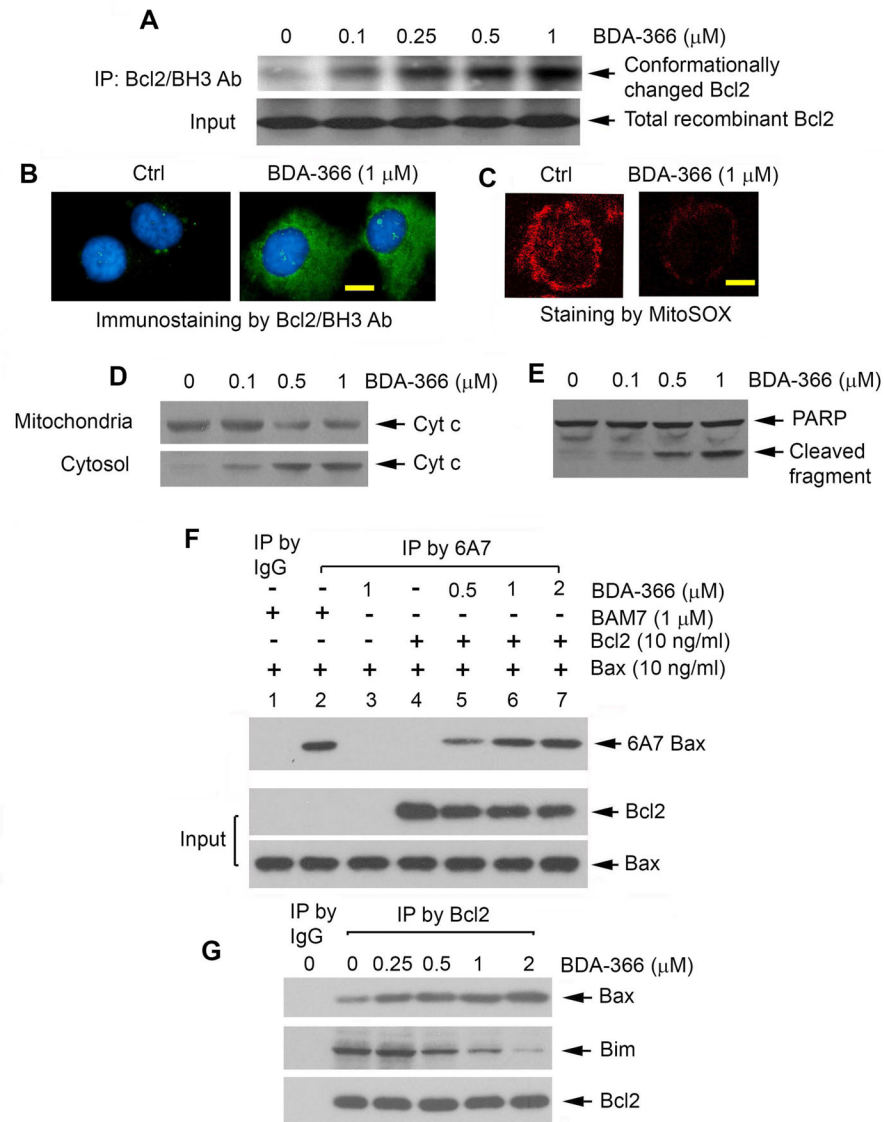 A
0 0.1 0.25 0.5 1 BDA-366 (μM)
IP: Bcl2/BH3 Ab
Conformationally
changed Bcl2
Input
Total recombinant Bcl2
B
Ctrl BDA-366 (1 μM)
Immunostaining by Bcl2/BH3 Ab
C
Ctrl BDA-366 (1 μM)
Staining by MitoSOX
D
0 0.1 0.5 1 BDA-366 (μM)
Mitochondria Cyt c
Cytosol Cyt c
E
0 0.1 0.5 1 BDA-366 (μM)
PARP
Cleaved
fragment
F
IP by
IgG
IP by 6A7
- - 1 - 0.5 1 2 BDA-366 (μM)
+ + - - - - - BAM7 (1 μM)
- - - + + + + Bcl2 (10 ng/ml)
+ + + + + + + Bax (10 ng/ml)
1 2 3 4 5 6 7
6A7 Bax
Input
Bcl2
Bax
G
IP by
IgG
IP by Bcl2
0 0 0.25 0.5 1 2 BDA-366 (μM)
Bax
Bim
Bcl2